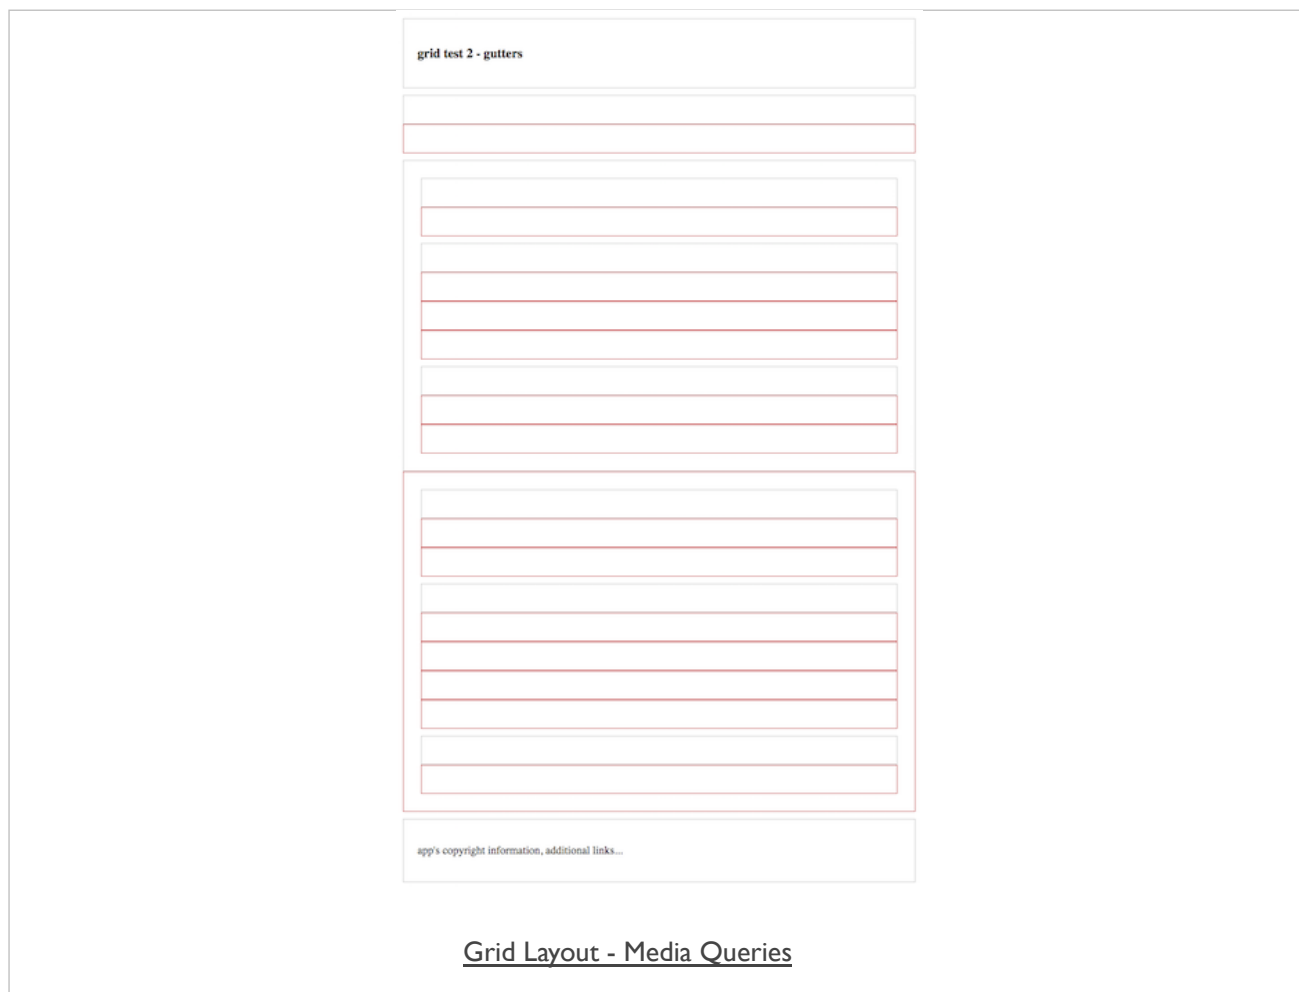 grid test 2 - gutters
app's copyright information, additional links...
Grid Layout - Media Queries